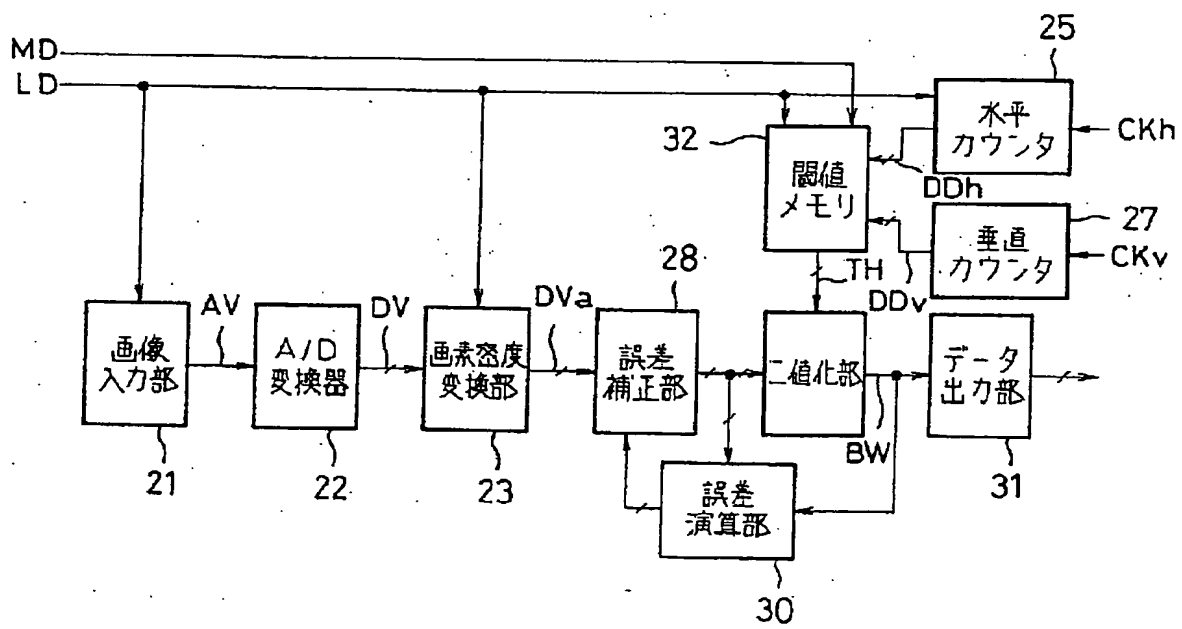 25
MD
LD
水平
カウンタ
CKh
32
閾値
メモリ
DDh
27
垂直
カウンタ
CKv
28
TH
DDv
AV
DV
DVa
画像
入力部
A/D
変換器
画素密度
変換部
誤差
補正部
二値化部
データ
出力部
BW
21
22
23
誤差
演算部
31
30